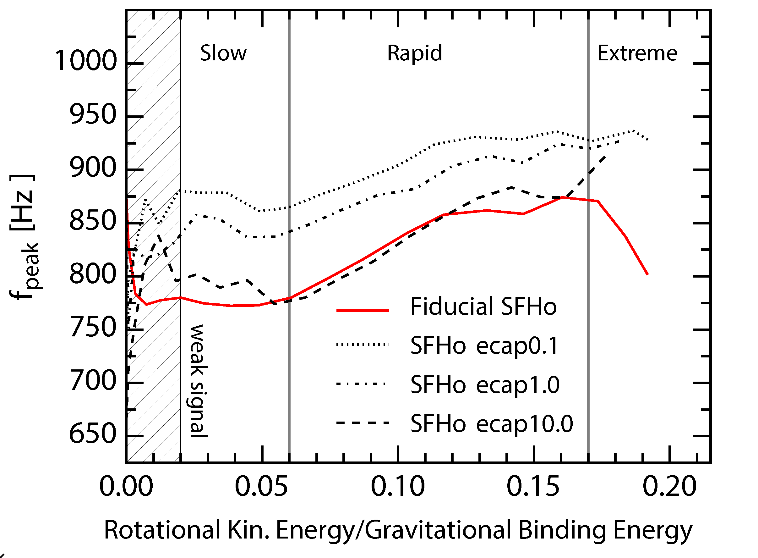 Slow Rapid Extreme
1000
950
900
850
800
750
700
650
f_peak [Hz ]
weak signal
Fiducial SFHo
SFHo ecap0.1
SFHo ecap1.0
SFHo ecap10.0
0.00 0.05 0.10 0.15 0.20
Rotational Kin. Energy/Gravitational Binding Energy